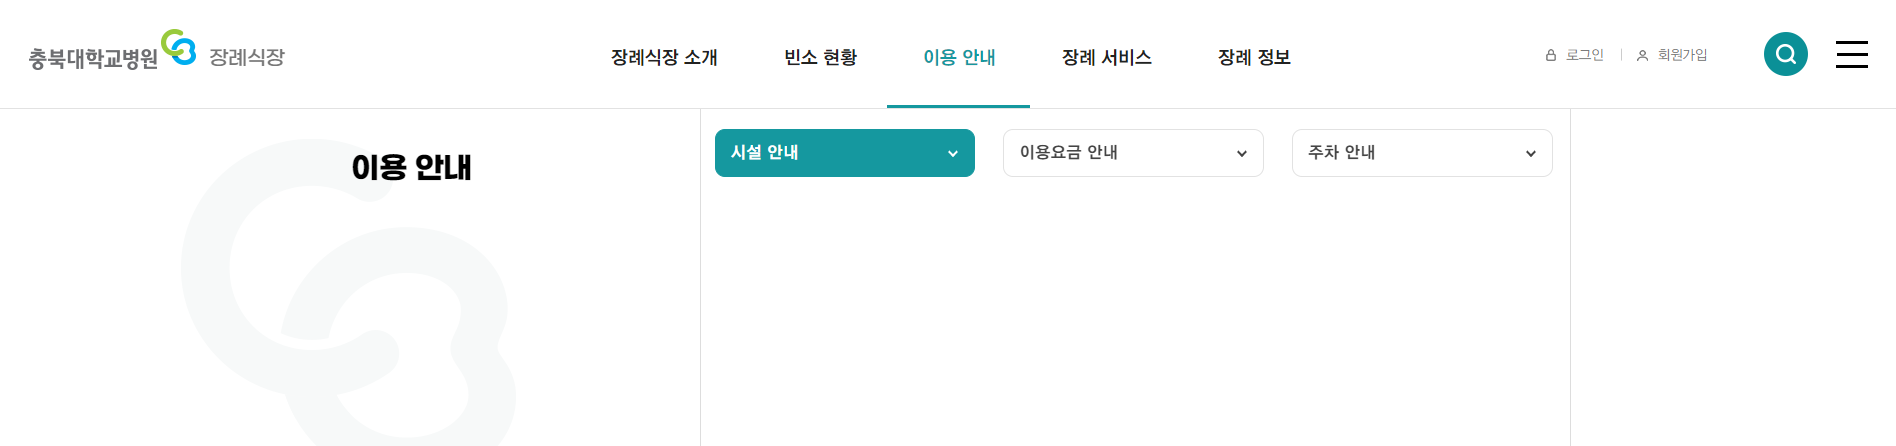 충북대학교병원 장례식장
장례식장 소개 빈소 현황 이용 안내 장례 서비스 장례 정보
로그인 회원가입
이용 안내
시설 안내 이용요금 안내 주차 안내